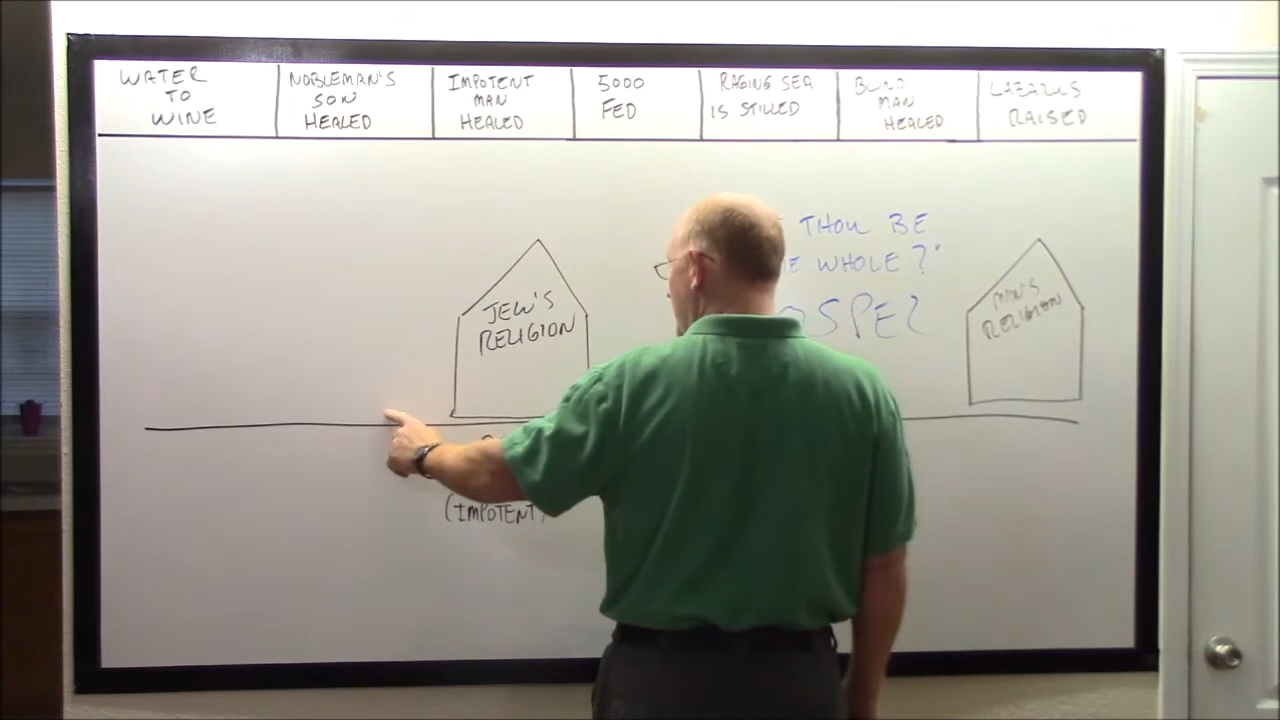 WATER
TO
WINE
NOBLEMAN'S
SON
HEALED
IMPOTENT
MAN
HEALED
5000
FED
RAGING SEA
IS STILLED
BLIND
MAN
HEALED
LAZARUS
RAISED
THOU BE
WHOLE?"
JEW'S
RELIGION
MAN'S
RELIGION
(IMPOTENT)